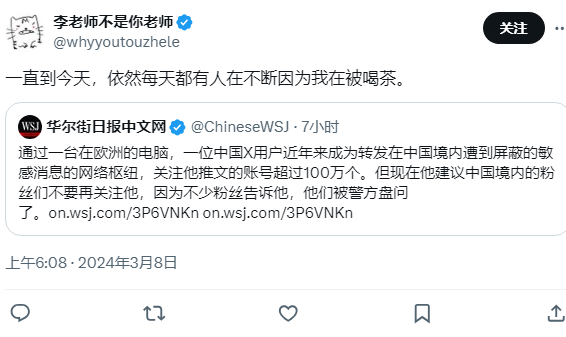 李老师不是你老师
@whyyoutouzhele
关注
一直到今天，依然每天都有人在不断因为我在被喝茶。
WSJ 华尔街日报中文网 @ChineseWSJ · 7小时
通过一台在欧洲的电脑，一位中国X用户近年来成为转发在中国境内遭到屏蔽的敏
感消息的网络枢纽，关注他推文的账号超过100万个。但现在他建议中国境内的粉
丝们不要再关注他，因为不少粉丝告诉他，他们被警方盘问
了。on.wsj.com/3P6VNKn on.wsj.com/3P6VNKn
上午6:08 · 2024年3月8日